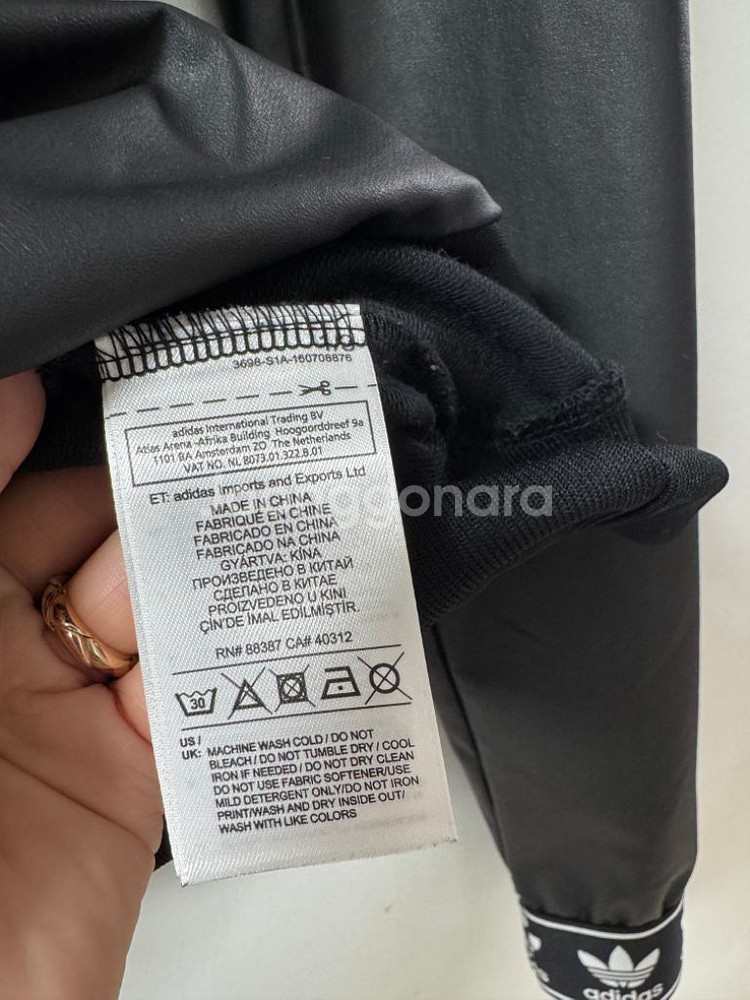 3698-S1A-160708876
adidas International Trading BV
Atlas Arena -Afrika Building Hoogoorddreef 9a
1101 BA Amsterdam ZO The Netherlands
VAT NO. NL 8073.01.322.B.01
ET: adidas Imports and Exports Ltd
MADE IN CHINA
FABRIQUÉ EN CHINE
FABRICADO EN CHINA
FABRICADO NA CHINA
GYÁRTVA: KÍNA
ПРОИЗВЕДЕНО В КИТАЙ
СДЕЛАНО В КИТАЕ
PROIZVEDENO U KINI
ÇİN'DE İMAL EDİLMİŞTİR.
RN# 88387 CA# 40312
30
US /
UK: MACHINE WASH COLD / DO NOT
BLEACH / DO NOT TUMBLE DRY / COOL
IRON IF NEEDED / DO NOT DRY CLEAN
DO NOT USE FABRIC SOFTENER/USE
MILD DETERGENT ONLY/DO NOT IRON
PRINT/WASH AND DRY INSIDE OUT/
WASH WITH LIKE COLORS
adidas